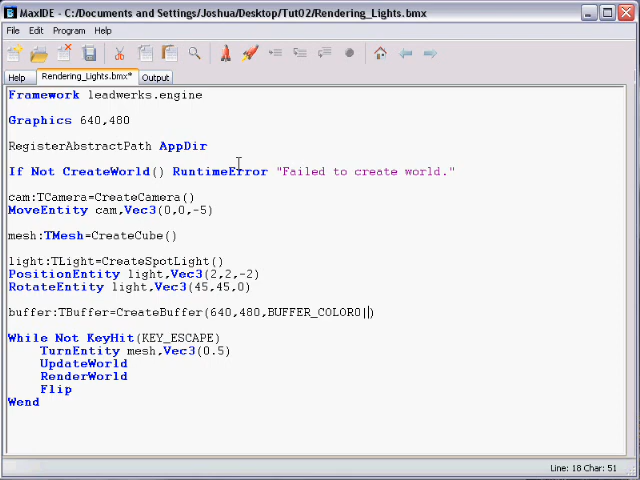 MaxIDE - C:/Documents and Settings/Joshua/Desktop/Tut02/Rendering_Lights.bmx
File Edit Program Help
Help Rendering_Lights.bmx* Output
Framework leadwerks.engine
Graphics 640,480
RegisterAbstractPath AppDir
If Not CreateWorld() RuntimeError "Failed to create world."
cam:TCamera=CreateCamera()
MoveEntity cam,Vec3(0,0,-5)
mesh:TMesh=CreateCube()
light:TLight=CreateSpotLight()
PositionEntity light,Vec3(2,2,-2)
RotateEntity light,Vec3(45,45,0)
buffer:TBuffer=CreateBuffer(640,480,BUFFER_COLOR0|)
While Not KeyHit(KEY_ESCAPE)
TurnEntity mesh,Vec3(0.5)
UpdateWorld
RenderWorld
Flip
Wend
Line: 18 Char: 51